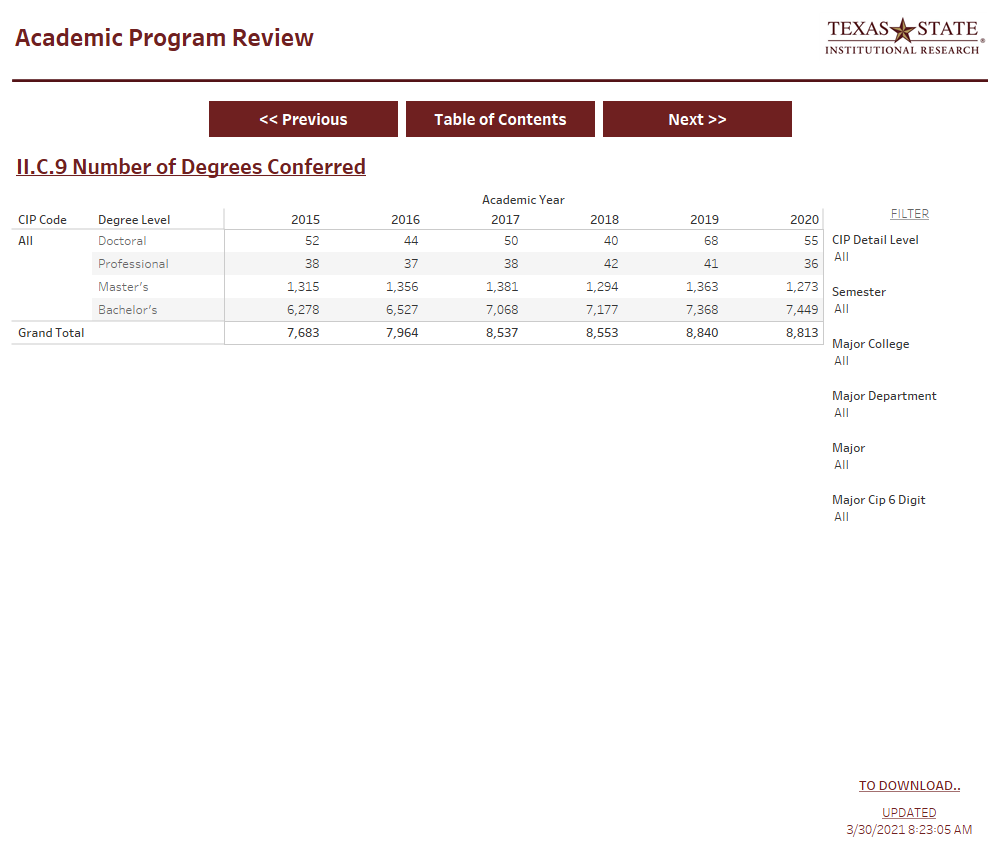 Academic Program Review
TEXAS STATE
INSTITUTIONAL RESEARCH
®
<< Previous
Table of Contents
Next >>
II.C.9 Number of Degrees Conferred
Academic Year
CIP Code Degree Level 2015 2016 2017 2018 2019 2020
All Doctoral 52 44 50 40 68 55
Professional 38 37 38 42 41 36
Master's 1,315 1,356 1,381 1,294 1,363 1,273
Bachelor's 6,278 6,527 7,068 7,177 7,368 7,449
Grand Total 7,683 7,964 8,537 8,553 8,840 8,813
FILTER
CIP Detail Level
All
Semester
All
Major College
All
Major Department
All
Major
All
Major Cip 6 Digit
All
TO DOWNLOAD..
UPDATED
3/30/2021 8:23:05 AM